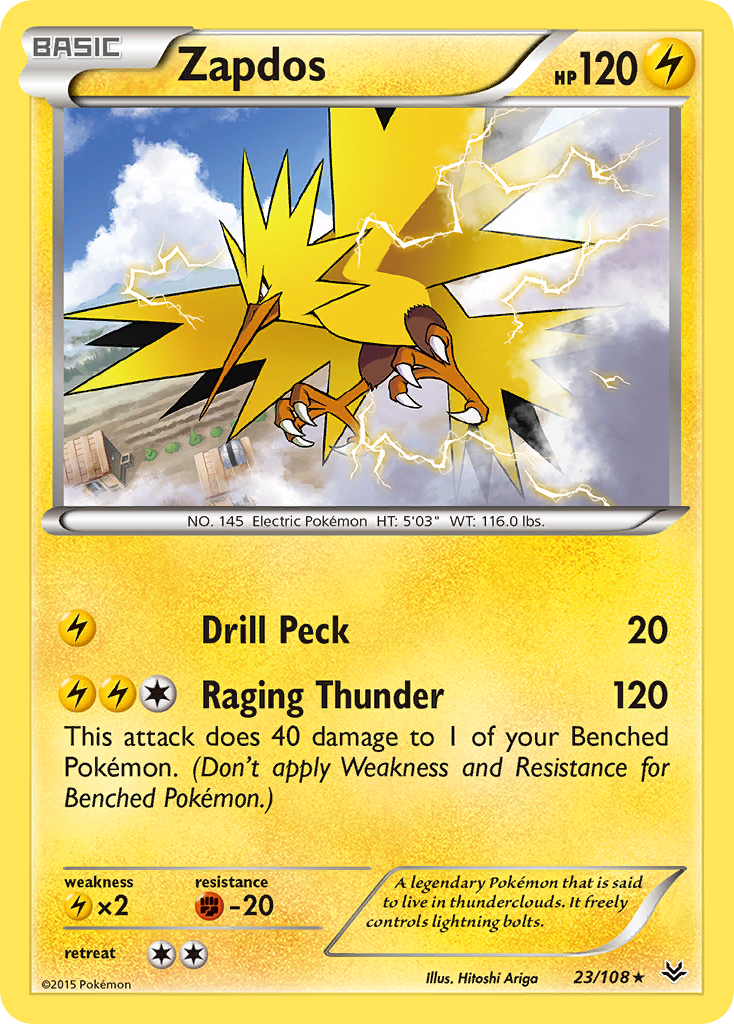 BASIC
Zapdos
HP 120
NO. 145 Electric Pokémon HT: 5'03" WT: 116.0 lbs.
Drill Peck 20
Raging Thunder 120
This attack does 40 damage to 1 of your Benched
Pokémon. (Don't apply Weakness and Resistance for
Benched Pokémon.)
weakness resistance
×2 -20
A legendary Pokémon that is said
to live in thunderclouds. It freely
controls lightning bolts.
retreat
©2015 Pokémon
Illus. Hitoshi Ariga
23/108 ★